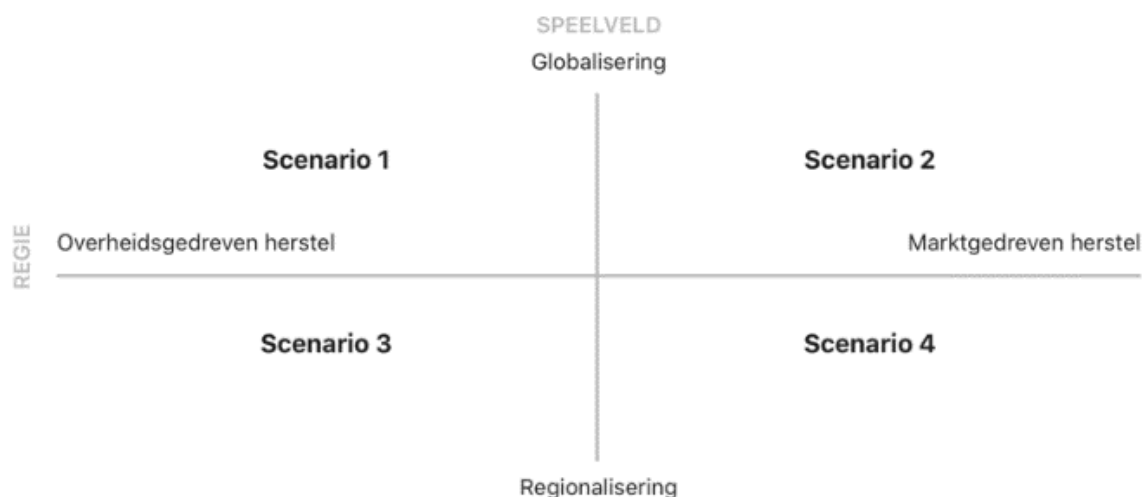 SPEELVELD
Globalisering
Scenario 1
Scenario 2
REGIE
Overheidsgedreven herstel
Marktgedreven herstel
Scenario 3
Scenario 4
Regionalisering